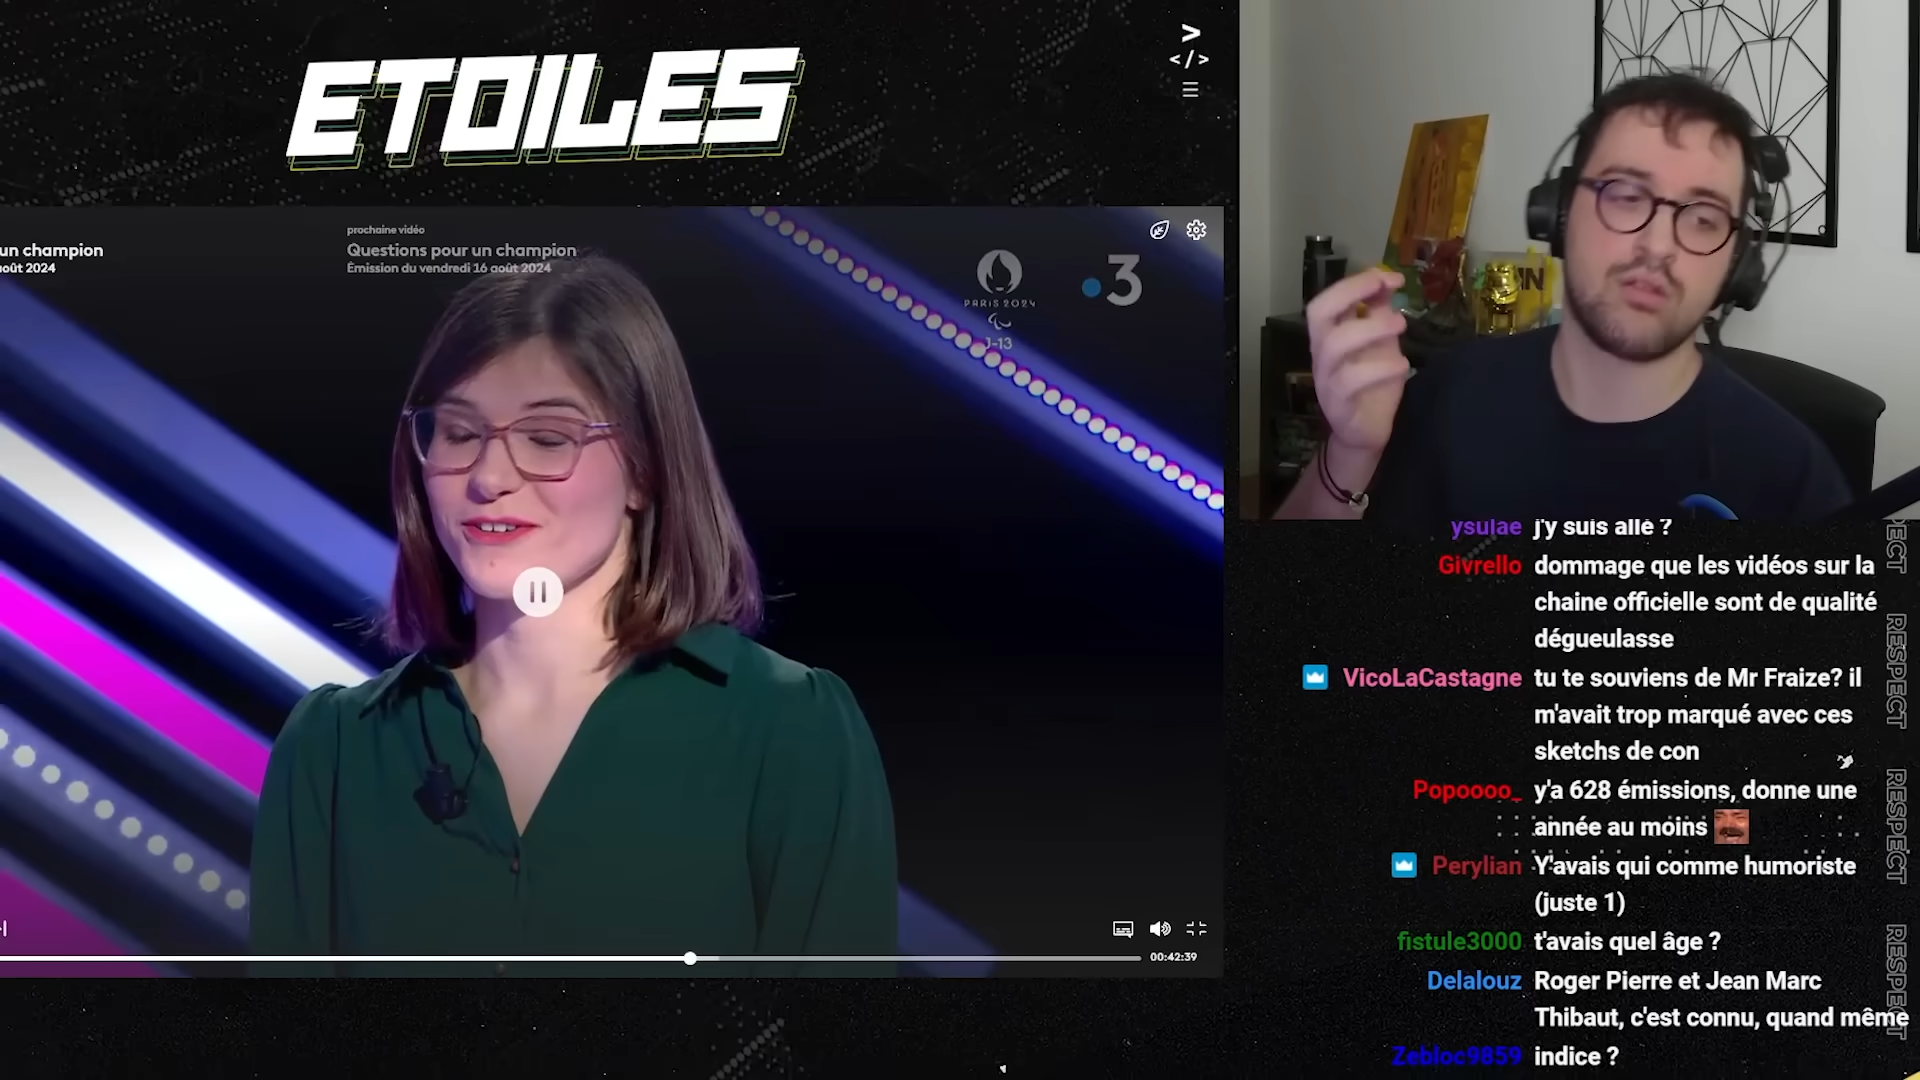 ETOILES
>
</>
un champion
août 2024
prochaine vidéo
Questions pour un champion
Émission du vendredi 16 août 2024
PARIS 2024
J-13
3
00:42:39
ysulae j'y suis allé ?
Givrello dommage que les vidéos sur la
chaine officielle sont de qualité
dégueulasse
VicoLaCastagne tu te souviens de Mr Fraize? il
m'avait trop marqué avec ces
sketchs de con
Popoooo_ y'a 628 émissions, donne une
année au moins
Perylian Y'avais qui comme humoriste
(juste 1)
fistule3000 t'avais quel âge ?
Delalouz Roger Pierre et Jean Marc
Thibaut, c'est connu, quand même
Zebloc9859 indice ?
RESPECT
RESPECT
RESPECT